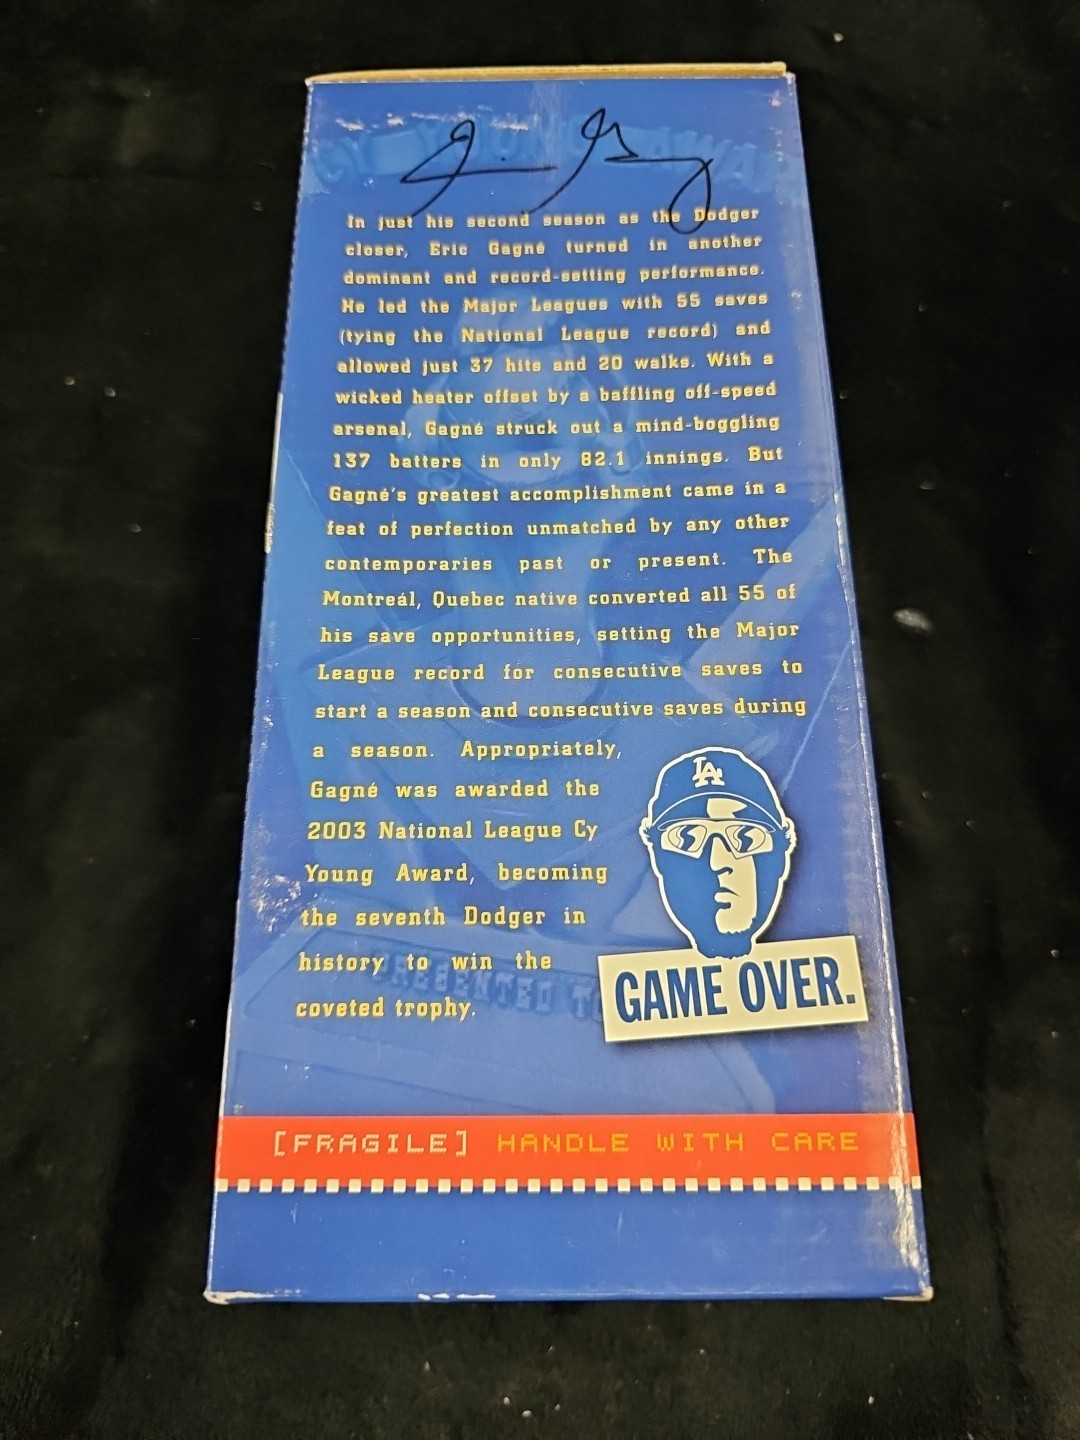 In just his second season as the Dodger
closer, Eric Gagné turned in another
dominant and record-setting performance.
He led the Major Leagues with 55 saves
(tying the National League record) and
allowed just 37 hits and 20 walks. With a
wicked heater offset by a baffling off-speed
arsenal, Gagné struck out a mind-boggling
137 batters in only 82.1 innings. But
Gagné's greatest accomplishment came in a
feat of perfection unmatched by any other
contemporaries past or present. The
Montreál, Quebec native converted all 55 of
his save opportunities, setting the Major
League record for consecutive saves to
start a season and consecutive saves during
a season. Appropriately,
Gagné was awarded the
2003 National League Cy
Young Award, becoming
the seventh Dodger in
history to win the
coveted trophy.
PRESENTED TO
LA
GAME OVER.
[FRAGILE] HANDLE WITH CARE